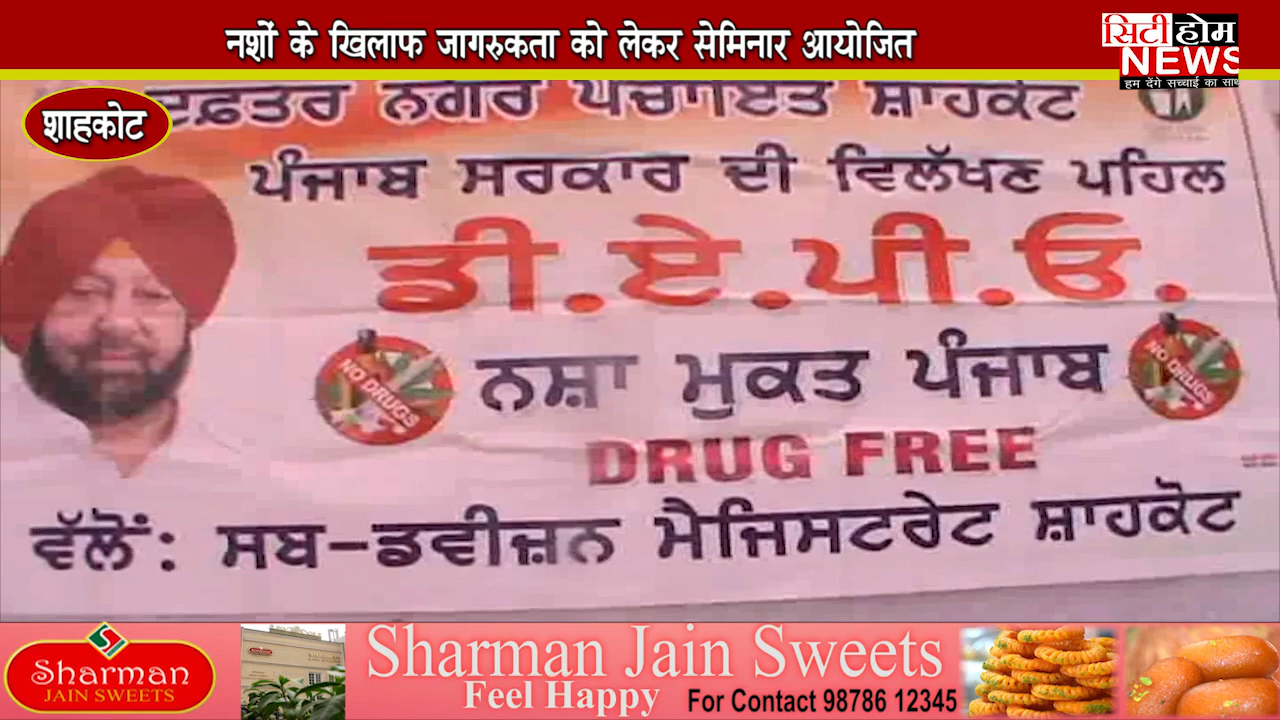 नशों के खिलाफ जागरुकता को लेकर सेमिनार आयोजित
सिटी होम
NEWS
हम देंगे सच्चाई का साथ
शाहकोट
ਦਫ਼ਤਰ ਨਗਰ ਪੰਚਾਇਤ ਸ਼ਾਹਕੋਟ
ਪੰਜਾਬ ਸਰਕਾਰ ਦੀ ਵਿਲੱਖਣ ਪਹਿਲ
ਡੀ.ਏ.ਪੀ.ਓ.
NO DRUGS
ਨਸ਼ਾ ਮੁਕਤ ਪੰਜਾਬ
NO DRUGS
DRUG FREE
ਵੱਲੋਂ: ਸਬ-ਡਵੀਜ਼ਨ ਮੈਜਿਸਟਰੇਟ ਸ਼ਾਹਕੋਟ
Sharman
JAIN SWEETS
Sharman Jain Sweets
Feel Happy
For Contact 98786 12345